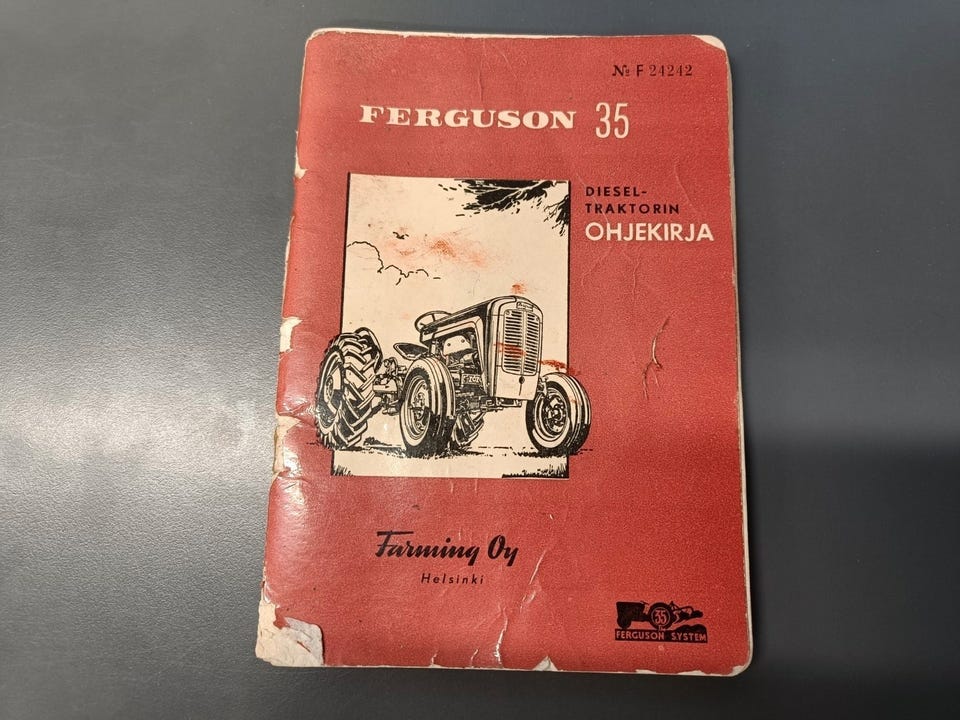 № F 24242
FERGUSON 35
DIESEL-
TRAKTORIN
OHJEKIRJA
Farming Oy
Helsinki
35
FERGUSON SYSTEM